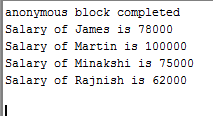 anonymous block completed
Salary of James is 78000
Salary of Martin is 100000
Salary of Minakshi is 75000
Salary of Rajnish is 62000